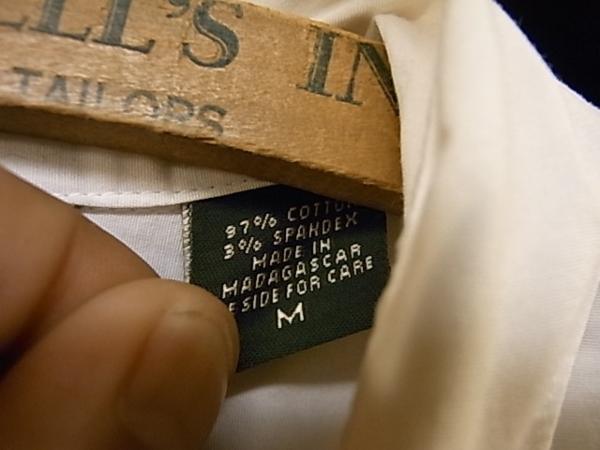 LL'S IN
TAILORS
97% COTTO
3% SPANDEX
MADE IN
MADAGASCAR
E SIDE FOR CARE
M